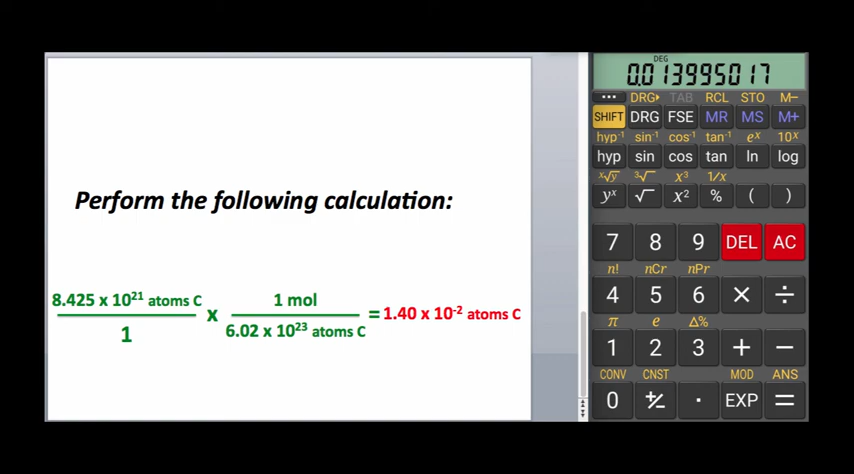 DEG
0.013995017
Perform the following calculation:
8.425 x 10²¹ atoms C
1
x
1 mol
6.02 x 10²³ atoms C
= 1.40 x 10⁻² atoms C
••• DRG▸ TAB RCL STO M−
SHIFT DRG FSE MR MS M+
hyp⁻¹ sin⁻¹ cos⁻¹ tan⁻¹ eˣ 10ˣ
hyp sin cos tan ln log
ˣ√y ³√ x³ 1/x
yˣ √ x² % ( )
7 8 9 DEL AC
n! nCr nPr
4 5 6 × ÷
π e Δ%
1 2 3 + −
CONV CNST MOD ANS
0 +/− · EXP =